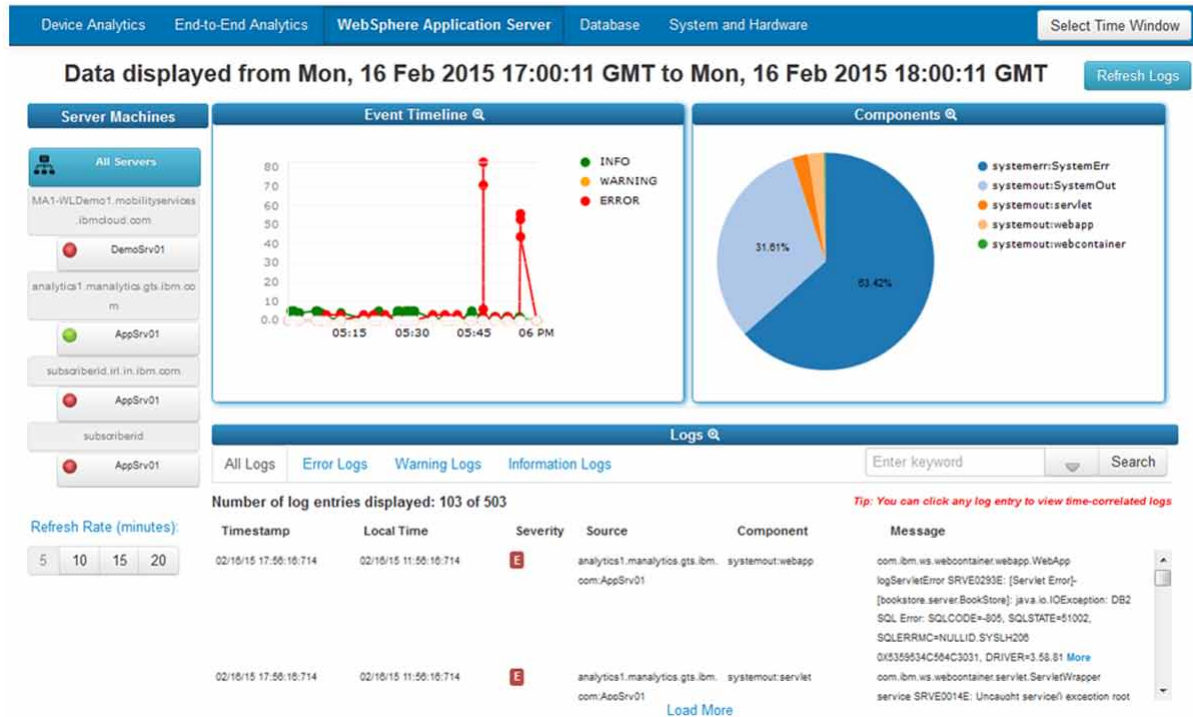 Device Analytics End-to-End Analytics WebSphere Application Server Database System and Hardware Select Time Window
Data displayed from Mon, 16 Feb 2015 17:00:11 GMT to Mon, 16 Feb 2015 18:00:11 GMT Refresh Logs
Server Machines
All Servers
MA1-WLDemo1.mobilityservices
.ibmcloud.com
DemoSrv01
analytics1.manalytics.gts.ibm.co
m
AppSrv01
subscriberid.irl.in.ibm.com
AppSrv01
subscriberid
AppSrv01
Refresh Rate (minutes):
5 10 15 20
Event Timeline
80
70
60
50
40
30
20
10
0.0
05:15 05:30 05:45 06 PM
INFO
WARNING
ERROR
Components
31.61%
63.42%
systemerr:SystemErr
systemout:SystemOut
systemout:servlet
systemout:webapp
systemout:webcontainer
Logs
All Logs Error Logs Warning Logs Information Logs Enter keyword Search
Number of log entries displayed: 103 of 503 Tip: You can click any log entry to view time-correlated logs
Timestamp Local Time Severity Source Component Message
02/16/15 17:56:16:714 02/16/15 11:56:16:714 E analytics1.manalytics.gts.ibm. systemout:webapp com.ibm.ws.webcontainer.webapp.WebApp
com:AppSrv01 logServletError SRVE0293E: [Servlet Error]-
[bookstore.server.BookStore]: java.io.IOException: DB2
SQL Error: SQLCODE=-805, SQLSTATE=51002,
SQLERRMC=NULLID.SYSLH206
0X5359534C564C3031, DRIVER=3.58.81 More
02/16/15 17:56:16:714 02/16/15 11:56:16:714 E analytics1.manalytics.gts.ibm. systemout:servlet com.ibm.ws.webcontainer.servlet.ServletWrapper
com:AppSrv01 service SRVE0014E: Uncaught service() exception root
Load More